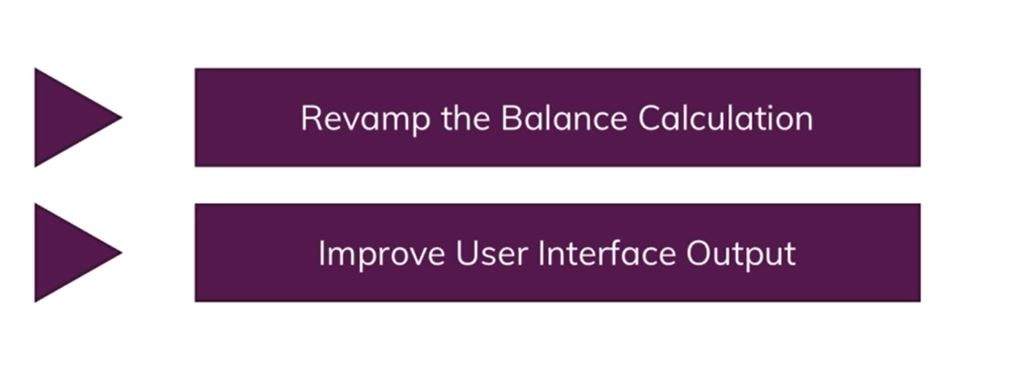 Revamp the Balance Calculation
Improve User Interface Output